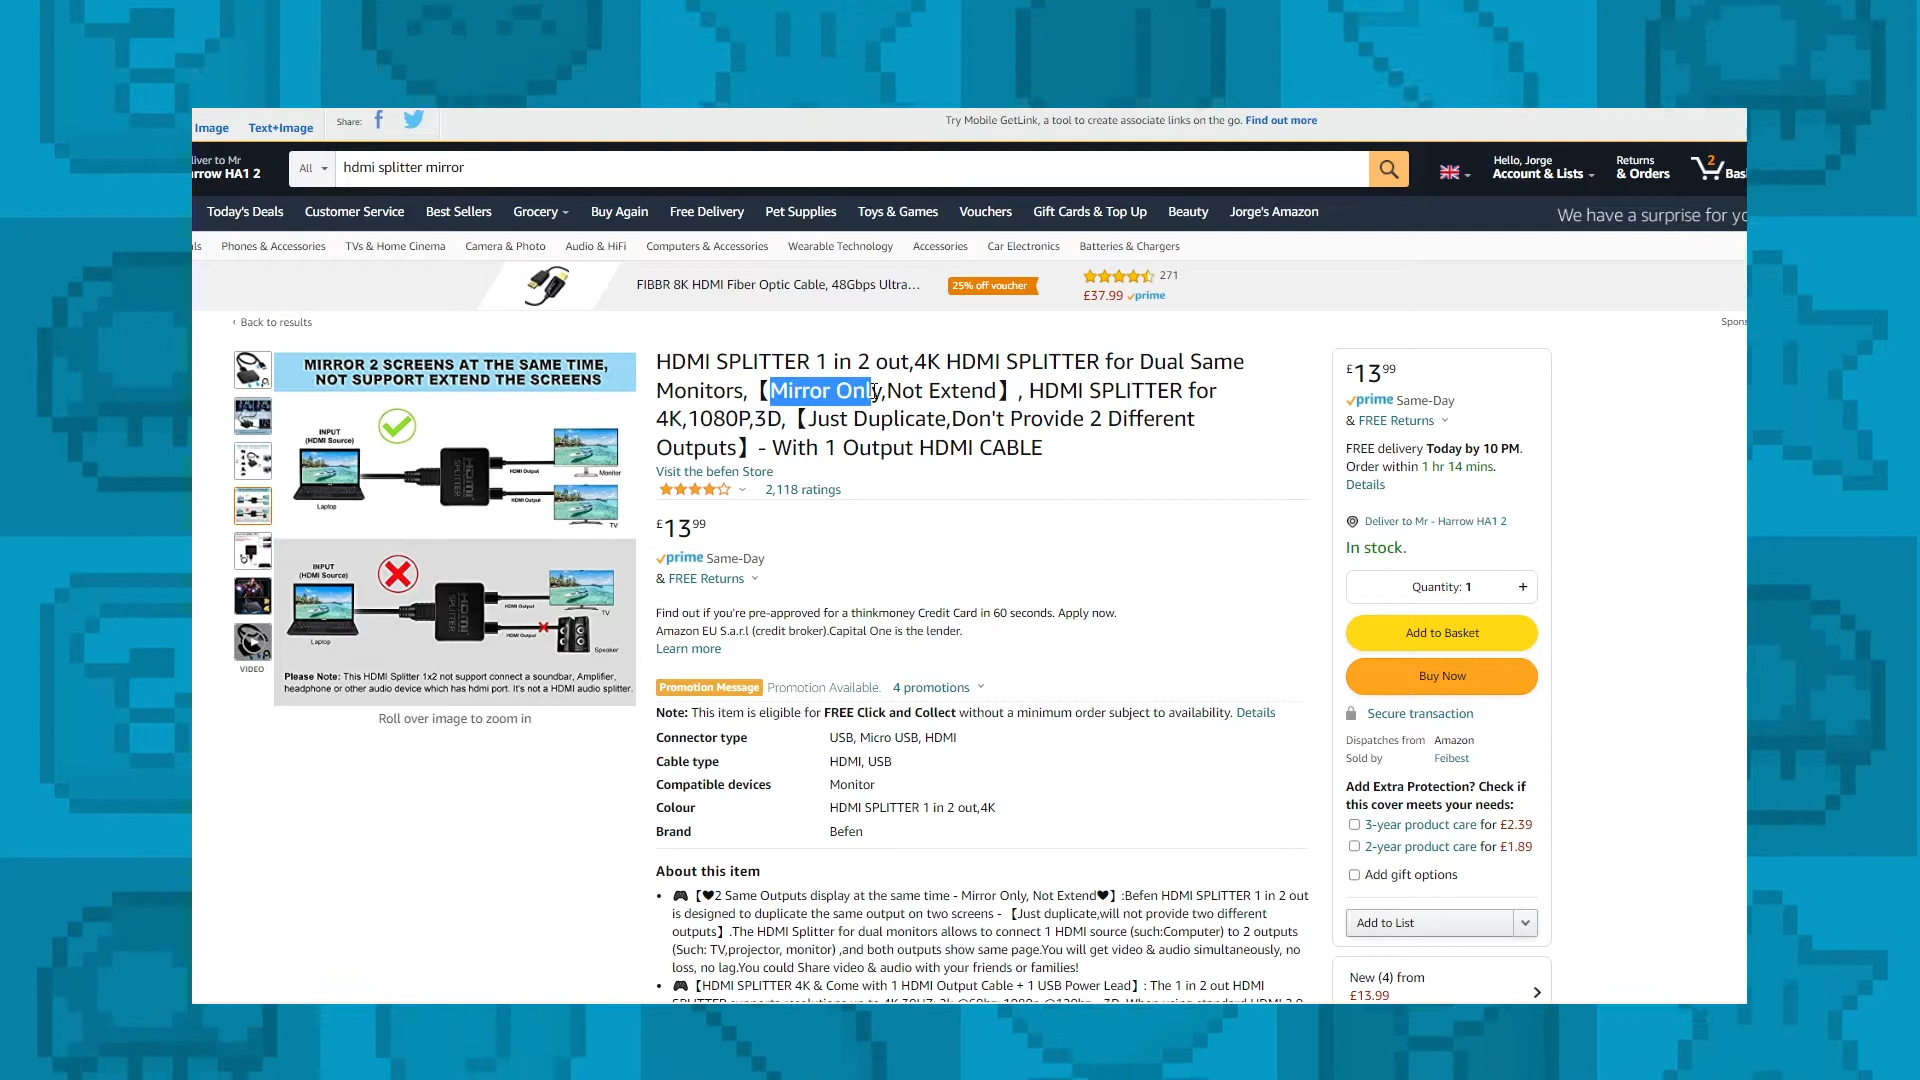 Image
Text+Image
Share:
Try Mobile GetLink, a tool to create associate links on the go. Find out more
liver to Mr
rrow HA1 2
All
hdmi splitter mirror
Hello, Jorge
Account & Lists
Returns
& Orders
2
Bas
Today's Deals
Customer Service
Best Sellers
Grocery
Buy Again
Free Delivery
Pet Supplies
Toys & Games
Vouchers
Gift Cards & Top Up
Beauty
Jorge's Amazon
We have a surprise for yo
ls
Phones & Accessories
TVs & Home Cinema
Camera & Photo
Audio & HiFi
Computers & Accessories
Wearable Technology
Accessories
Car Electronics
Batteries & Chargers
FIBBR 8K HDMI Fiber Optic Cable, 48Gbps Ultra…
25% off voucher
271
£37.99 prime
‹ Back to results
Spons
MIRROR 2 SCREENS AT THE SAME TIME,
NOT SUPPORT EXTEND THE SCREENS
INPUT
(HDMI Source)
Laptop
HDMI SPLITTER
HDMI Output
HDMI Output
Monitor
TV
INPUT
(HDMI Source)
Laptop
HDMI SPLITTER
HDMI Output
HDMI Output
TV
Speaker
Please Note: This HDMI Splitter 1x2 not support connect a soundbar, Amplifier,
headphone or other audio device which has hdmi port. It's not a HDMI audio splitter.
VIDEO
Roll over image to zoom in
HDMI SPLITTER 1 in 2 out,4K HDMI SPLITTER for Dual Same
Monitors,【Mirror Only,Not Extend】, HDMI SPLITTER for
4K,1080P,3D,【Just Duplicate,Don't Provide 2 Different
Outputs】- With 1 Output HDMI CABLE
Visit the befen Store
2,118 ratings
£13 99
prime Same-Day
& FREE Returns
Find out if you're pre-approved for a thinkmoney Credit Card in 60 seconds. Apply now.
Amazon EU S.a.r.l (credit broker).Capital One is the lender.
Learn more
Promotion Message Promotion Available. 4 promotions
Note: This item is eligible for FREE Click and Collect without a minimum order subject to availability. Details
Connector type USB, Micro USB, HDMI
Cable type HDMI, USB
Compatible devices Monitor
Colour HDMI SPLITTER 1 in 2 out,4K
Brand Befen
About this item
• 🎮【♥2 Same Outputs display at the same time - Mirror Only, Not Extend♥】:Befen HDMI SPLITTER 1 in 2 out
is designed to duplicate the same output on two screens - 【Just duplicate,will not provide two different
outputs】.The HDMI Splitter for dual monitors allows to connect 1 HDMI source (such:Computer) to 2 outputs
(Such: TV,projector, monitor) ,and both outputs show same page.You will get video & audio simultaneously, no
loss, no lag.You could Share video & audio with your friends or families!
• 🎮【HDMI SPLITTER 4K & Come with 1 HDMI Output Cable + 1 USB Power Lead】: The 1 in 2 out HDMI
£13 99
prime Same-Day
& FREE Returns
FREE delivery Today by 10 PM.
Order within 1 hr 14 mins.
Details
Deliver to Mr - Harrow HA1 2
In stock.
Quantity: 1 +
Add to Basket
Buy Now
Secure transaction
Dispatches from Amazon
Sold by Feibest
Add Extra Protection? Check if
this cover meets your needs:
3-year product care for £2.39
2-year product care for £1.89
Add gift options
Add to List
New (4) from
£13.99